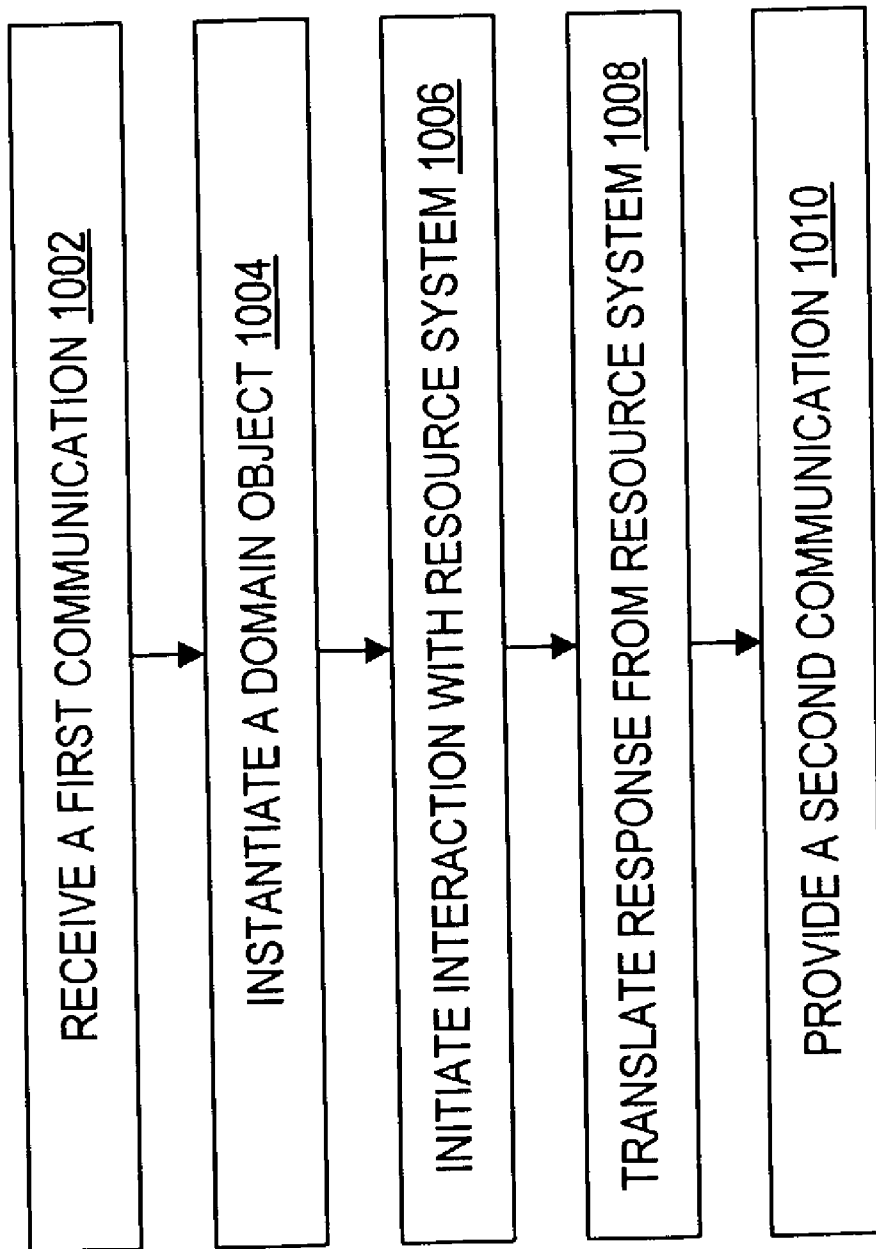 RECEIVE A FIRST COMMUNICATION 1002
INSTANTIATE A DOMAIN OBJECT 1004
INITIATE INTERACTION WITH RESOURCE SYSTEM 1006
TRANSLATE RESPONSE FROM RESOURCE SYSTEM 1008
PROVIDE A SECOND COMMUNICATION 1010